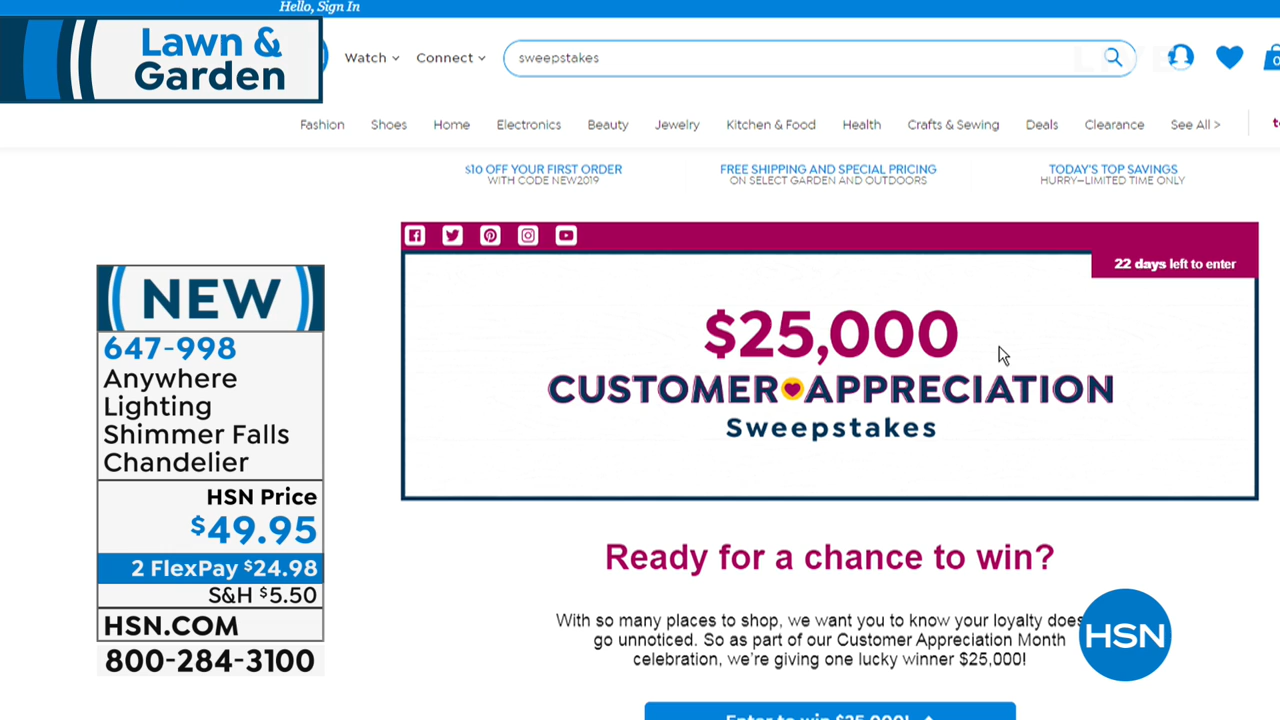 Hello, Sign In
Lawn &
Garden
Watch
Connect
sweepstakes
0
Fashion
Shoes
Home
Electronics
Beauty
Jewelry
Kitchen & Food
Health
Crafts & Sewing
Deals
Clearance
See All >
$10 OFF YOUR FIRST ORDER
WITH CODE NEW2019
FREE SHIPPING AND SPECIAL PRICING
ON SELECT GARDEN AND OUTDOORS
TODAY'S TOP SAVINGS
HURRY—LIMITED TIME ONLY
22 days left to enter
$25,000
CUSTOMER APPRECIATION
Sweepstakes
NEW
647-998
Anywhere
Lighting
Shimmer Falls
Chandelier
HSN Price
$49.95
2 FlexPay $24.98
S&H $5.50
HSN.COM
800-284-3100
Ready for a chance to win?
With so many places to shop, we want you to know your loyalty does
go unnoticed. So as part of our Customer Appreciation Month
celebration, we're giving one lucky winner $25,000!
HSN
Enter to win $25,000!